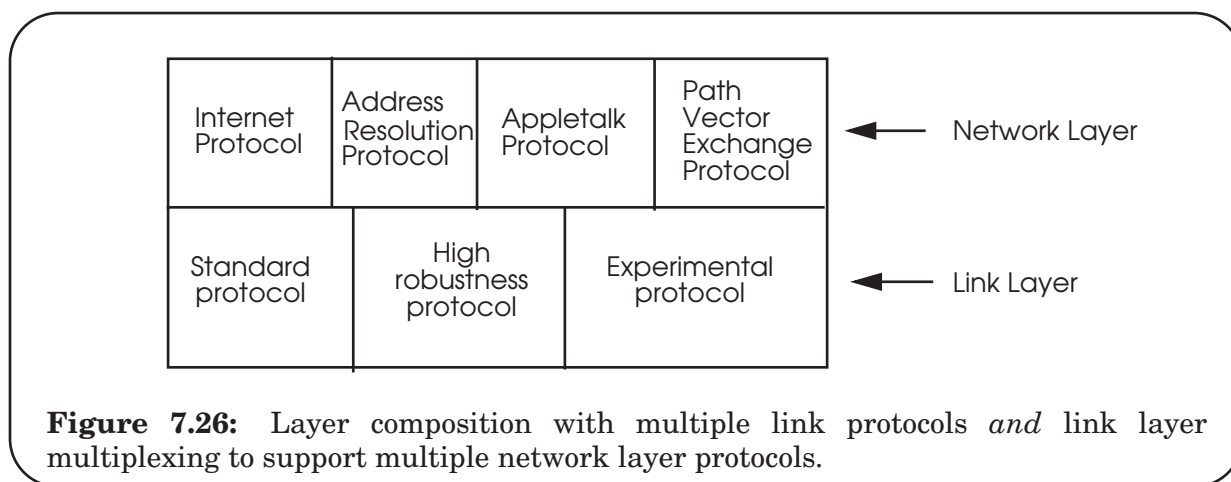 Internet
Protocol
Address
Resolution
Protocol
Appletalk
Protocol
Path
Vector
Exchange
Protocol
Network Layer
Standard
protocol
High
robustness
protocol
Experimental
protocol
Link Layer
Figure 7.26: Layer composition with multiple link protocols and link layer
multiplexing to support multiple network layer protocols.